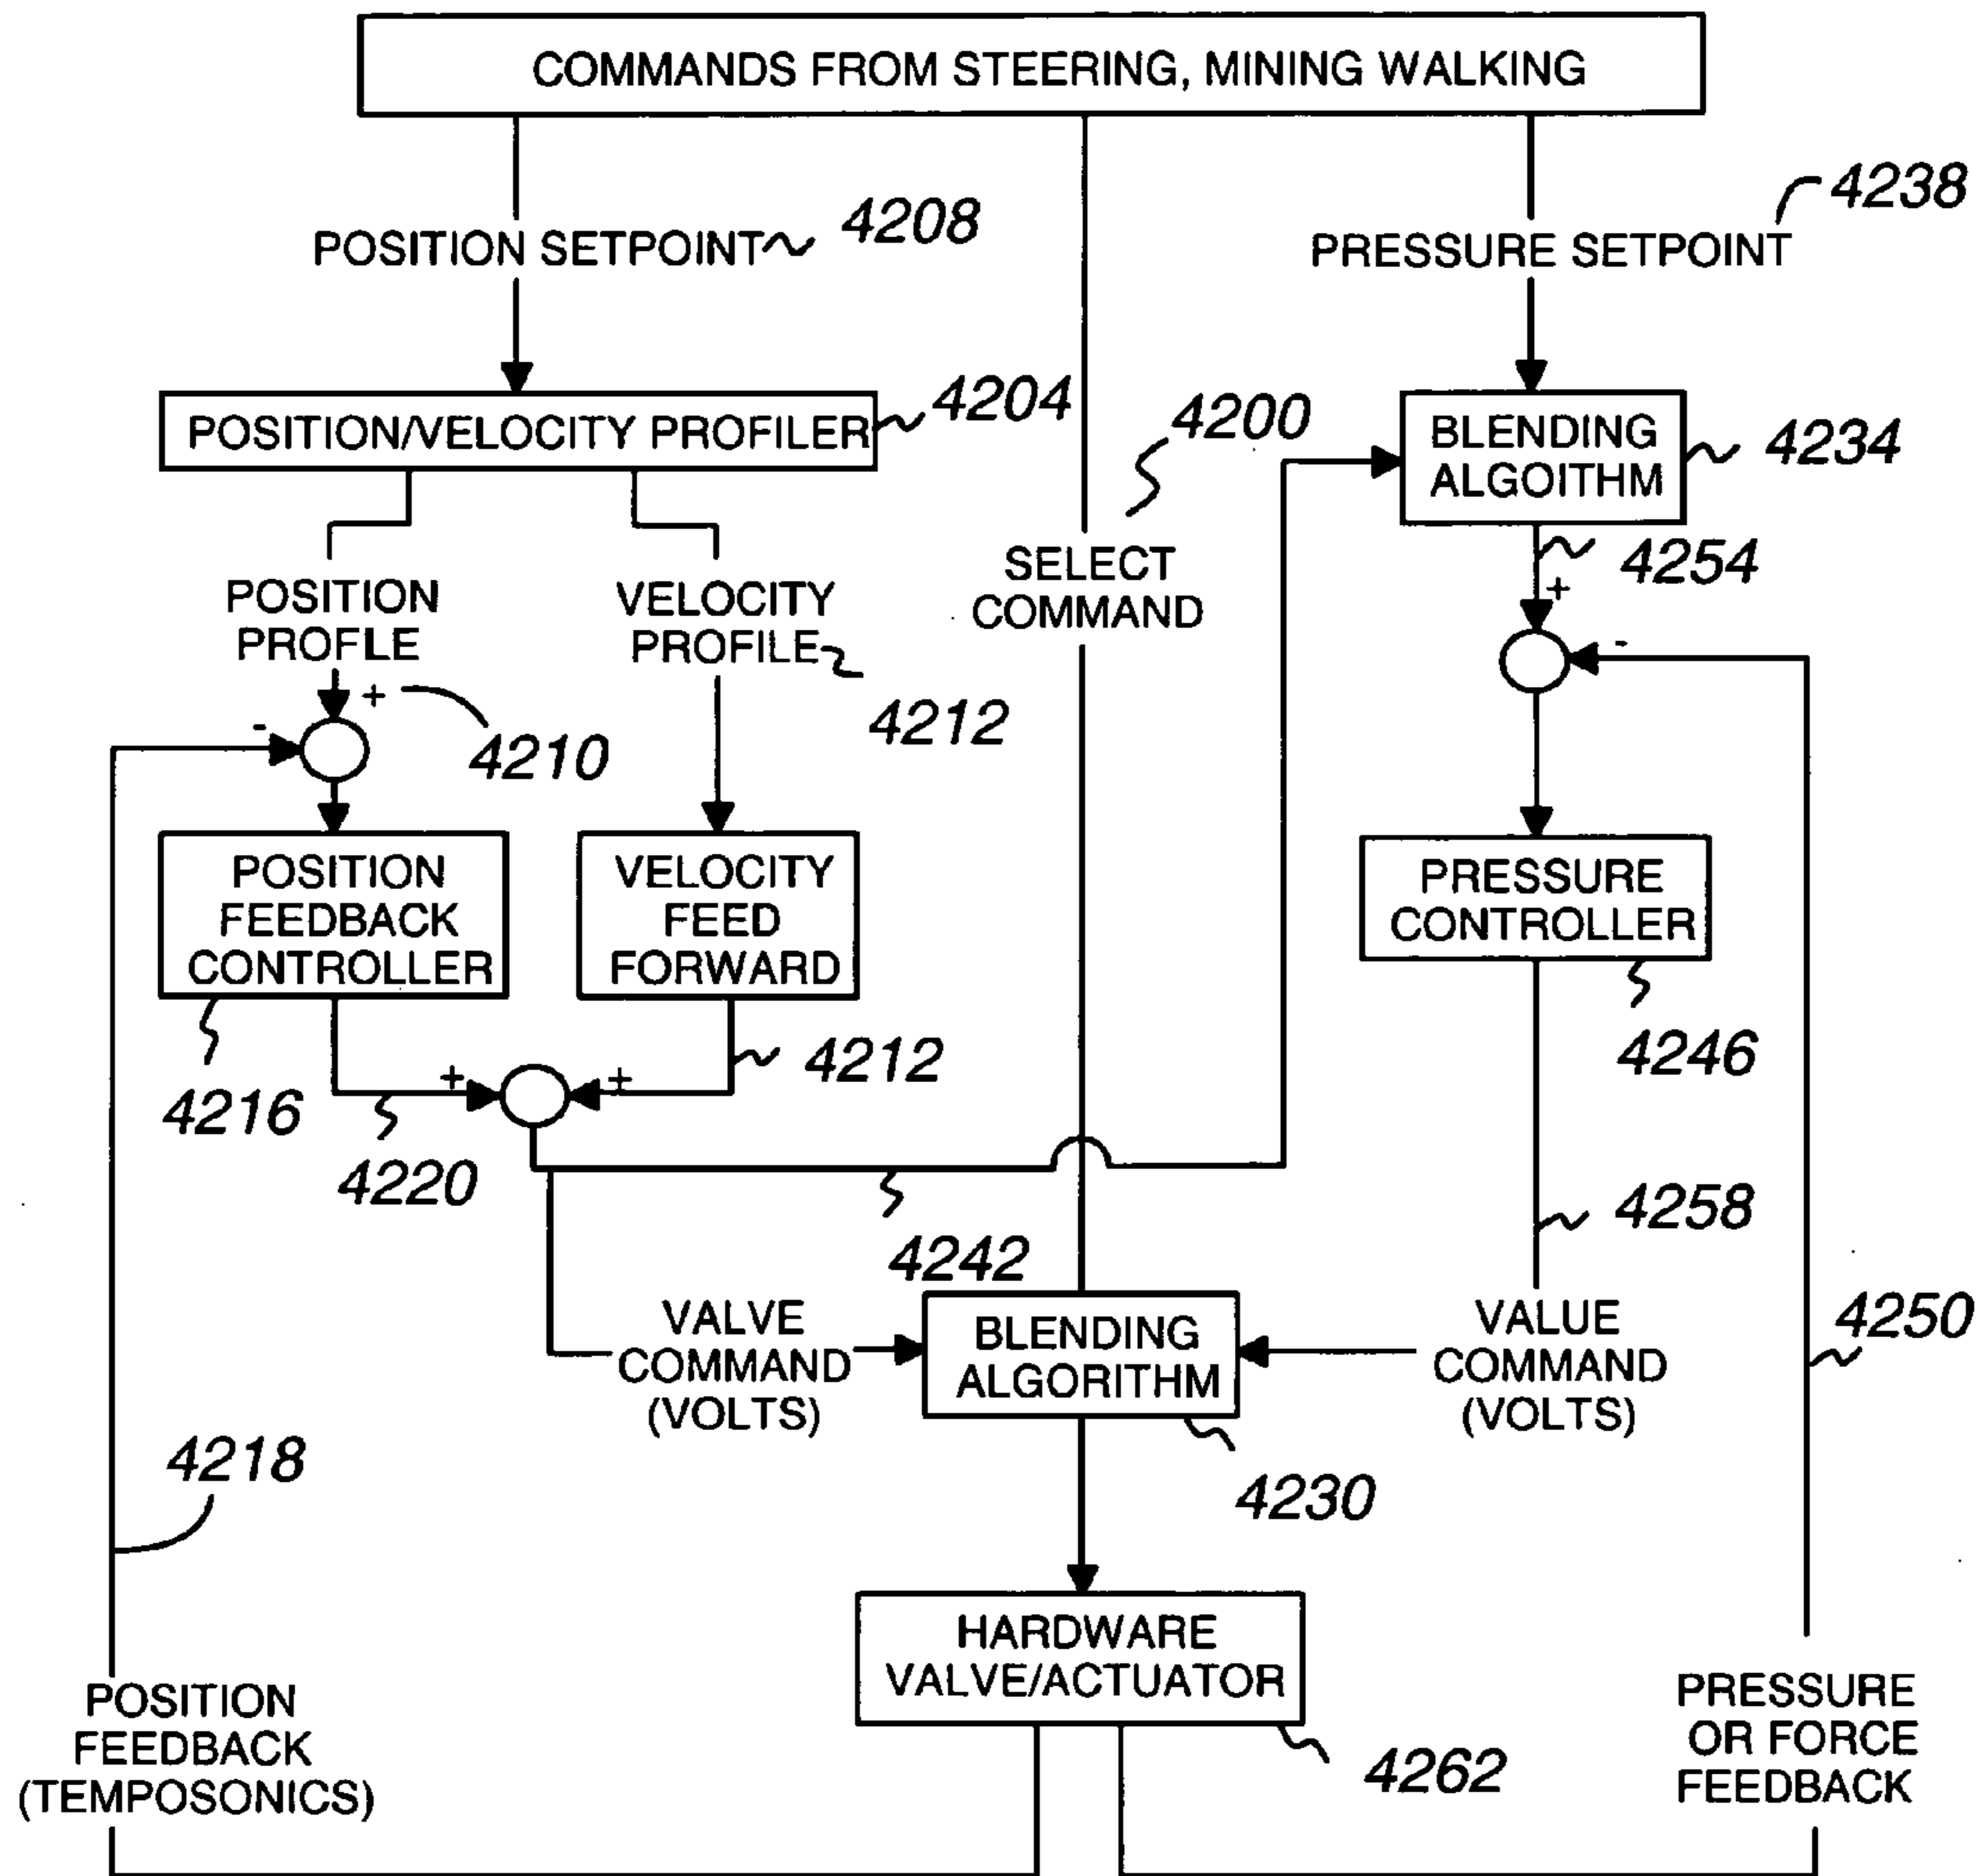 COMMANDS FROM STEERING, MINING WALKING
4238
4208
POSITION SETPOINT
PRESSURE SETPOINT
4204
4200
POSITION/VELOCITY PROFILER
BLENDING
ALGOITHM
4234
SELECT
COMMAND
4254
+
-
POSITION
PROFLE
VELOCITY
PROFILE
+
-
4210
4212
POSITION
FEEDBACK
CONTROLLER
VELOCITY
FEED
FORWARD
PRESSURE
CONTROLLER
4246
4212
+
+
4216
4220
4242
4258
4250
VALVE
COMMAND
(VOLTS)
BLENDING
ALGORITHM
VALUE
COMMAND
(VOLTS)
4218
4230
HARDWARE
VALVE/ACTUATOR
4262
POSITION
FEEDBACK
(TEMPOSONICS)
PRESSURE
OR FORCE
FEEDBACK